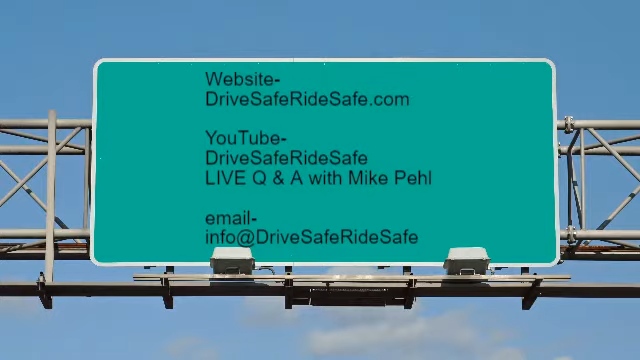 Website-
DriveSafeRideSafe.com
YouTube-
DriveSafeRideSafe
LIVE Q & A with Mike Pehl
email-
info@DriveSafeRideSafe